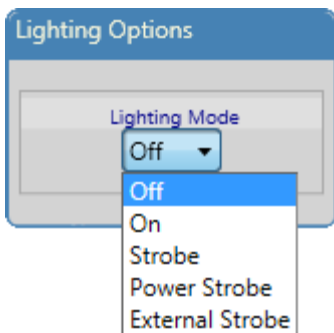 Lighting Options
Lighting Mode
Off
Off
On
Strobe
Power Strobe
External Strobe